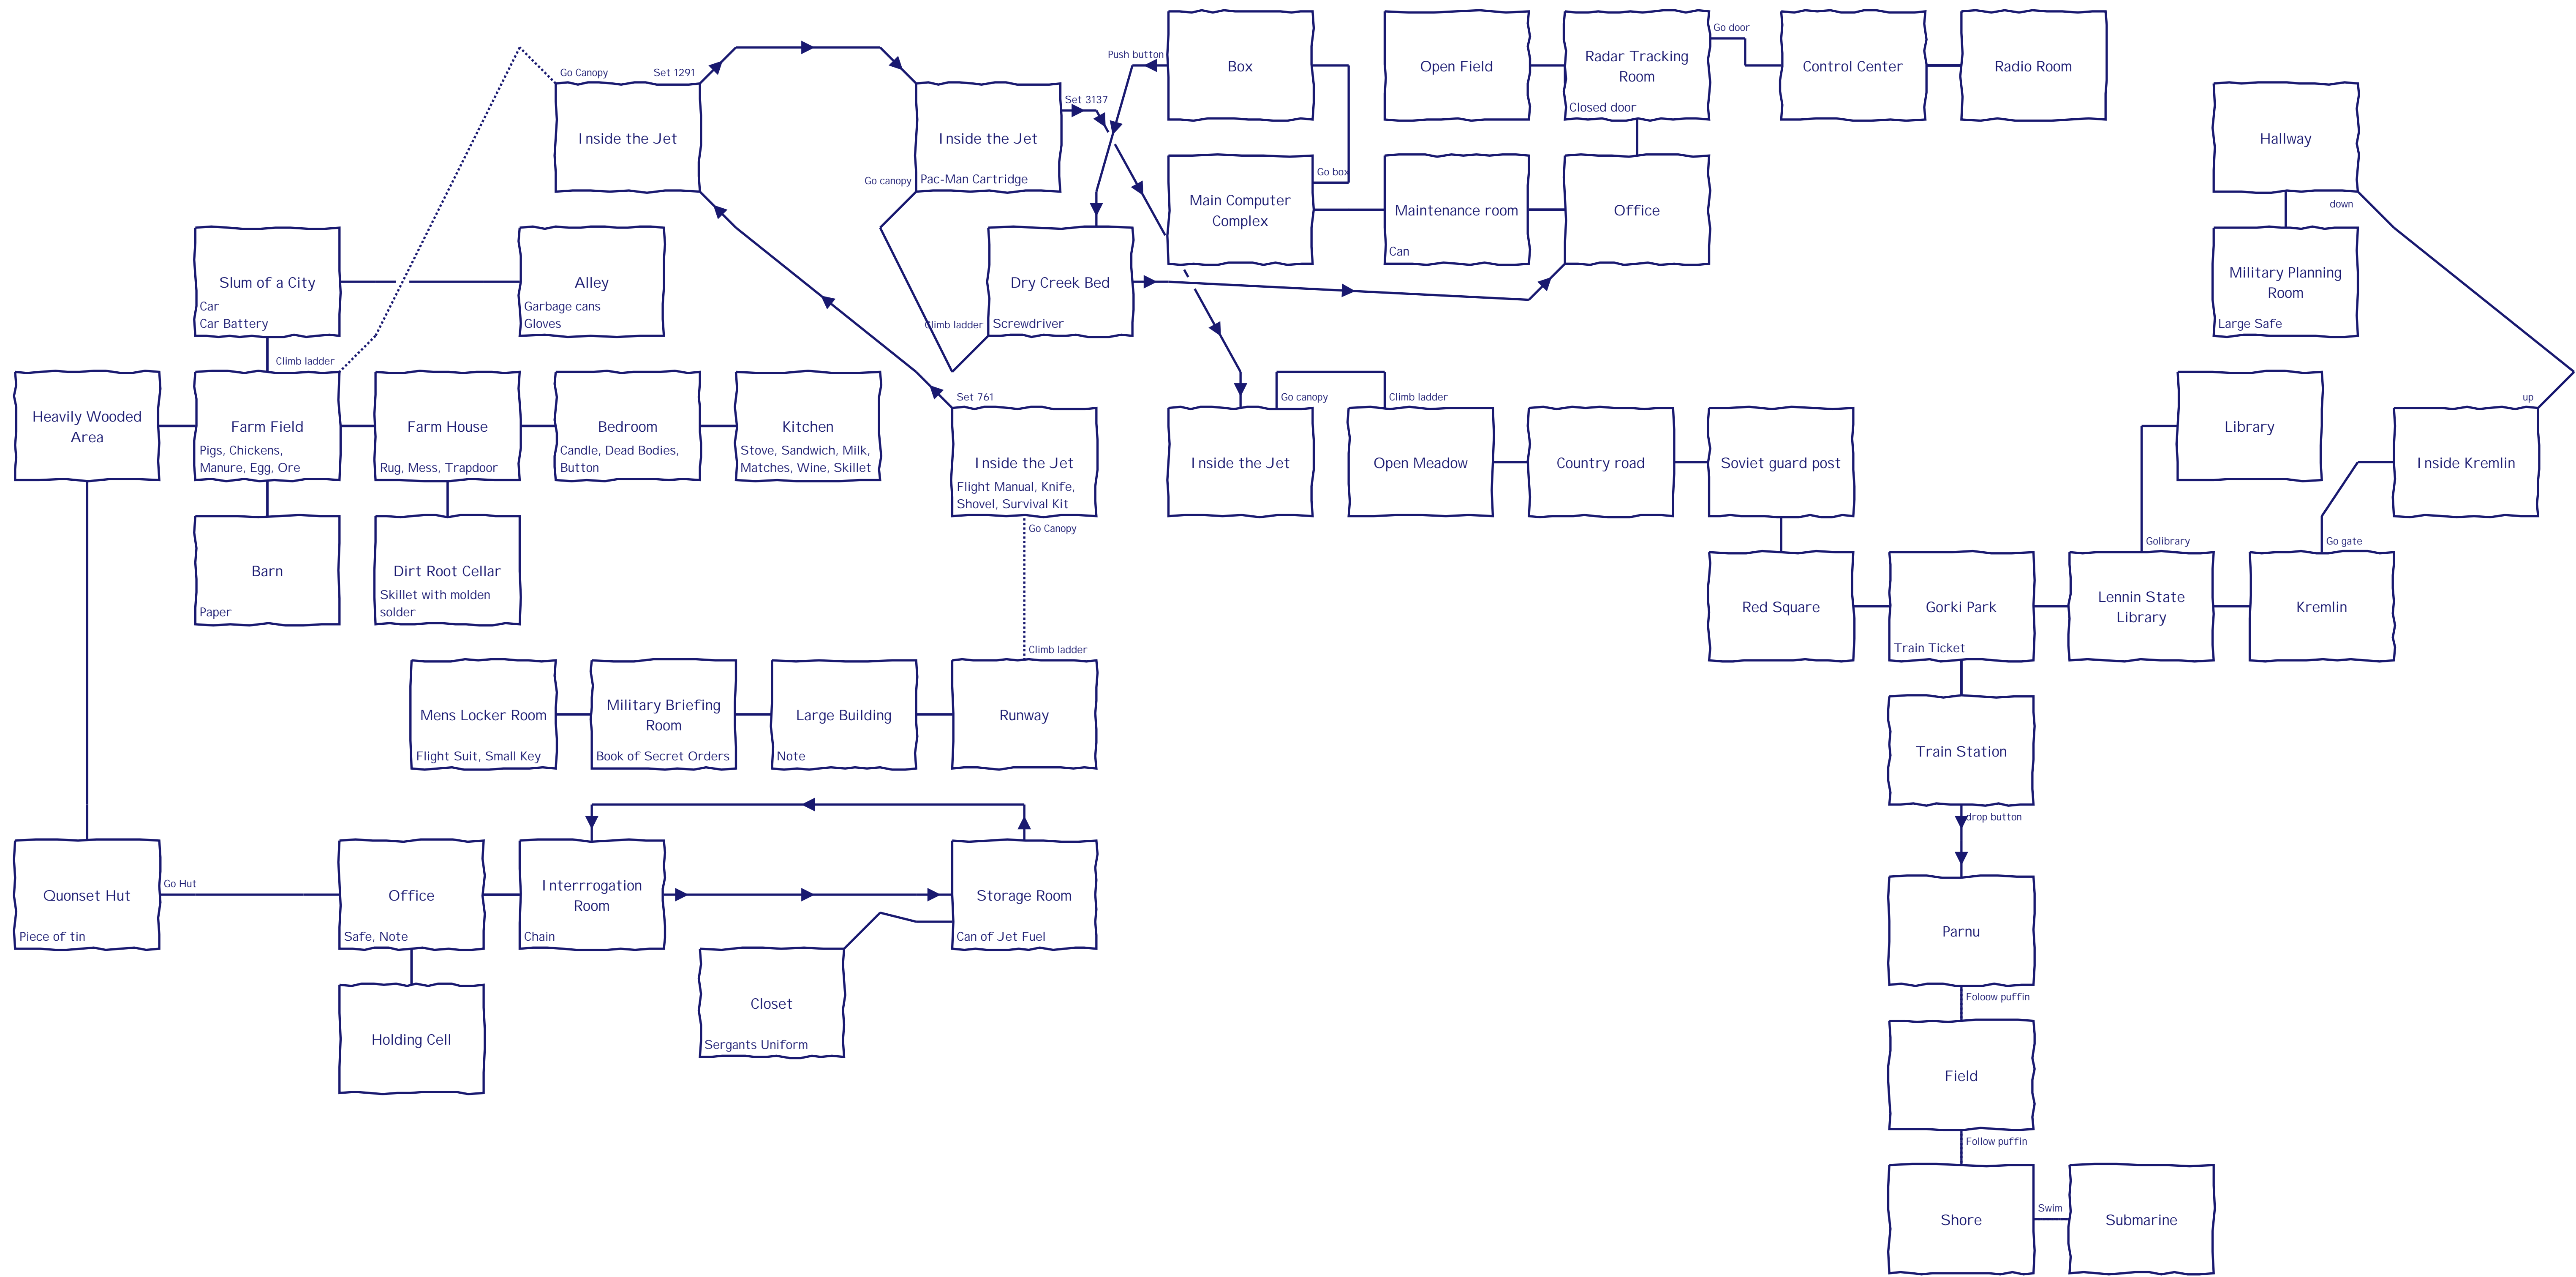 Go Canopy
Set 1291
Inside the Jet
Inside the Jet
Pac-Man Cartridge
Go canopy
Set 3137
Push button
Box
Open Field
Radar Tracking
Room
Closed door
Go door
Control Center
Radio Room
Hallway
down
Main Computer
Complex
Go box
Maintenance room
Can
Office
Military Planning
Room
Large Safe
Slum of a City
Car
Car Battery
Alley
Garbage cans
Gloves
Dry Creek Bed
Screwdriver
Climb ladder
Climb ladder
Heavily Wooded
Area
Farm Field
Pigs, Chickens,
Manure, Egg, Ore
Farm House
Rug, Mess, Trapdoor
Bedroom
Candle, Dead Bodies,
Button
Kitchen
Stove, Sandwich, Milk,
Matches, Wine, Skillet
Set 761
Inside the Jet
Flight Manual, Knife,
Shovel, Survival Kit
Go Canopy
Go canopy
Inside the Jet
Climb ladder
Open Meadow
Country road
Soviet guard post
Library
up
Inside Kremlin
Barn
Paper
Dirt Root Cellar
Skillet with molden
solder
Golibrary
Go gate
Red Square
Gorki Park
Train Ticket
Lennin State
Library
Kremlin
Climb ladder
Mens Locker Room
Flight Suit, Small Key
Military Briefing
Room
Book of Secret Orders
Large Building
Note
Runway
Train Station
drop button
Quonset Hut
Piece of tin
Go Hut
Office
Safe, Note
Interrrogation
Room
Chain
Storage Room
Can of Jet Fuel
Closet
Sergants Uniform
Holding Cell
Parnu
Foloow puffin
Field
Follow puffin
Shore
Swim
Submarine